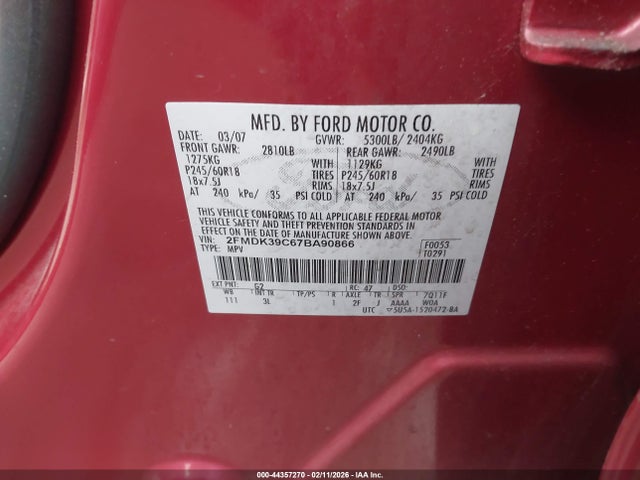 MFD. BY FORD MOTOR CO.
DATE: 03/07 GVWR: 5300LB/ 2404KG
FRONT GAWR: 2810LB REAR GAWR: 2490LB
1275KG WITH 1129KG WITH
P245/60R18 TIRES P245/60R18 TIRES
18x7.5J RIMS 18x7.5J RIMS
AT 240 kPa/ 35 PSI COLD AT 240 kPa/ 35 PSI COLD
THIS VEHICLE CONFORMS TO ALL APPLICABLE FEDERAL MOTOR
VEHICLE SAFETY AND THEFT PREVENTION STANDARDS IN EFFECT
ON THE DATE OF MANUFACTURE SHOWN ABOVE.
VIN: 2FMDK39C67BA90866 F0053
TYPE: MPV T0291
EXT PNT: G2 RC: 47 DSO:
WB INT TR TP/PS R AXLE TR SPR 7Q11F
111 3L 1 2F J AAAA WOA
UTC ▽5U5A-1520472-BA
000-44357270 - 02/11/2026 - IAA Inc.